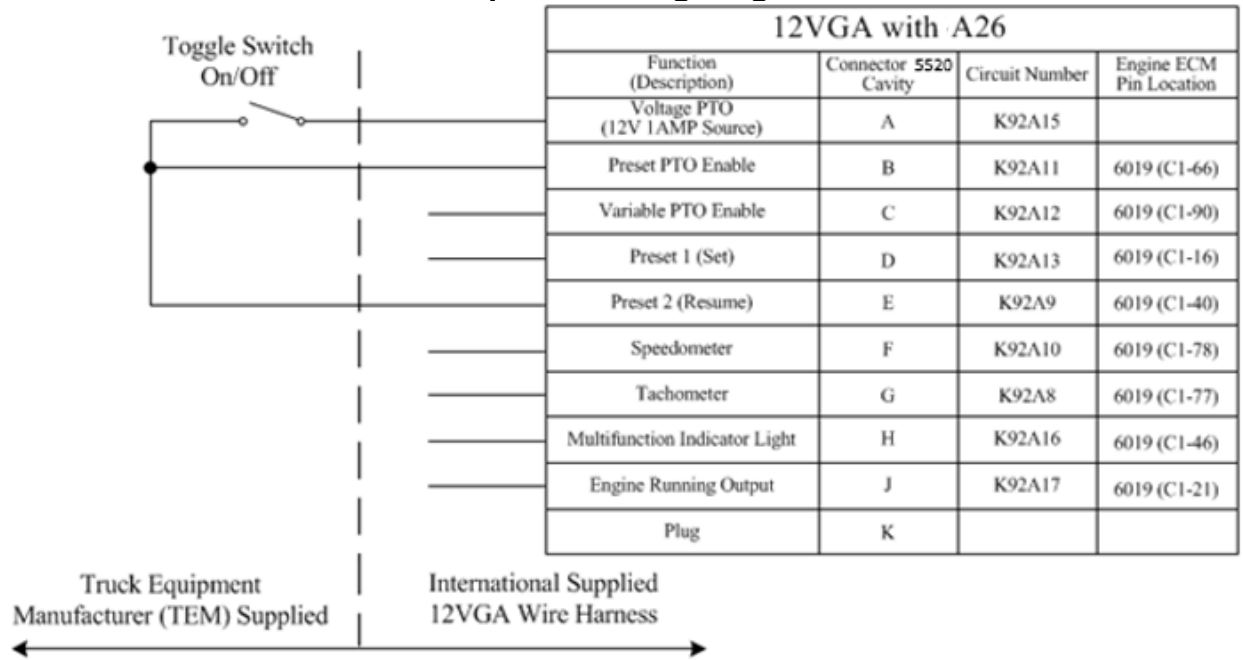 12VGA with A26
Toggle Switch
On/Off
Function
(Description)
Connector 5520
Cavity
Circuit Number
Engine ECM
Pin Location
Voltage PTO
(12V 1AMP Source)
A
K92A15
Preset PTO Enable
B
K92A11
6019 (C1-66)
Variable PTO Enable
C
K92A12
6019 (C1-90)
Preset 1 (Set)
D
K92A13
6019 (C1-16)
Preset 2 (Resume)
E
K92A9
6019 (C1-40)
Speedometer
F
K92A10
6019 (C1-78)
Tachometer
G
K92A8
6019 (C1-77)
Multifunction Indicator Light
H
K92A16
6019 (C1-46)
Engine Running Output
J
K92A17
6019 (C1-21)
Plug
K
Truck Equipment
Manufacturer (TEM) Supplied
International Supplied
12VGA Wire Harness